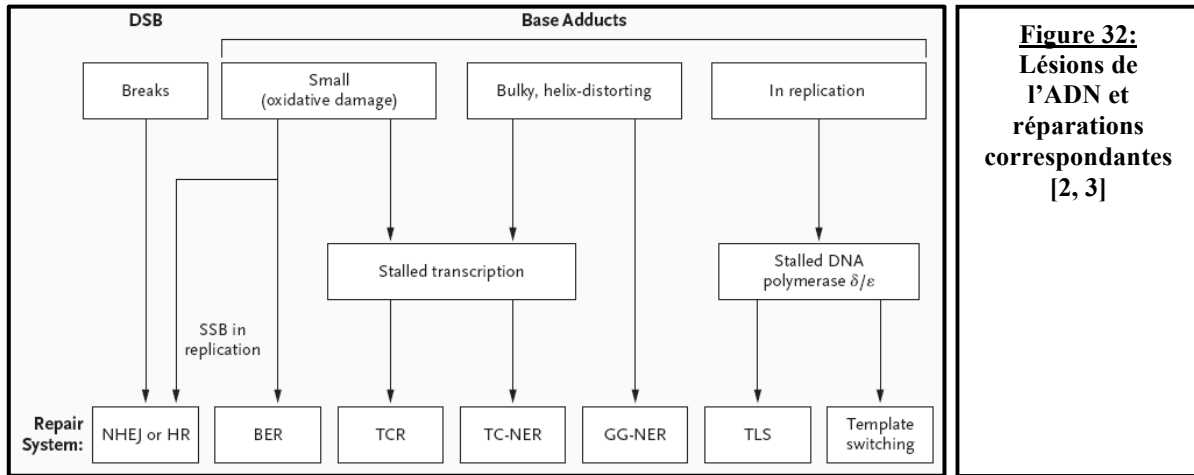 DSB
Base Adducts
Breaks
Small
(oxidative damage)
Bulky, helix-distorting
In replication
Stalled transcription
Stalled DNA
polymerase δ/ε
SSB in
replication
Repair
System:
NHEJ or HR
BER
TCR
TC-NER
GG-NER
TLS
Template
switching
Figure 32:
Lésions de
l’ADN et
réparations
correspondantes
[2, 3]